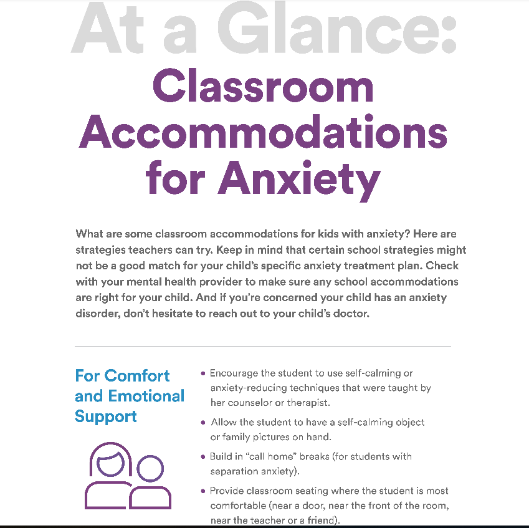 At a Glance:
Classroom
Accommodations
for Anxiety
What are some classroom accommodations for kids with anxiety? Here are
strategies teachers can try. Keep in mind that certain school strategies might
not be a good match for your child's specific anxiety treatment plan. Check
with your mental health provider to make sure any school accommodations
are right for your child. And if you're concerned your child has an anxiety
disorder, don't hesitate to reach out to your child's doctor.
For Comfort
and Emotional
Support
• Encourage the student to use self-calming or
anxiety-reducing techniques that were taught by
her counselor or therapist.
• Allow the student to have a self-calming object
or family pictures on hand.
• Build in "call home" breaks (for students with
separation anxiety).
• Provide classroom seating where the student is most
comfortable (near a door, near the front of the room,
near the teacher or a friend).